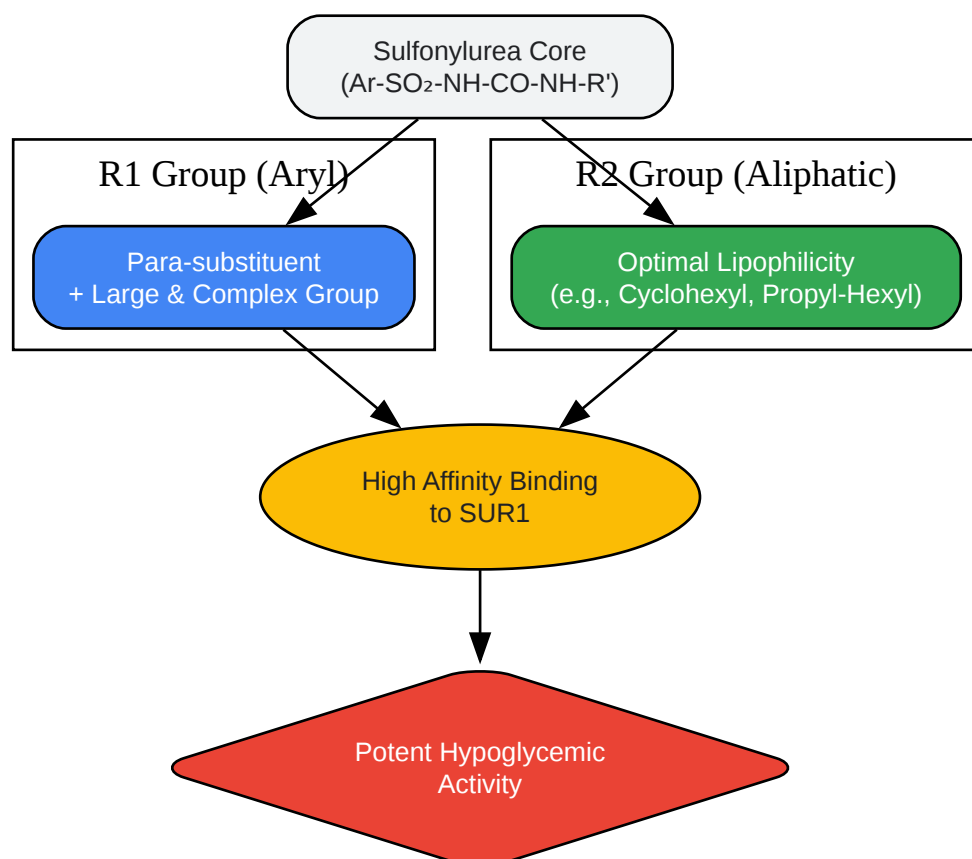 Sulfonylurea Core
(Ar-SO₂-NH-CO-NH-R')
R1 Group (Aryl)
Para-substituent
+ Large & Complex Group
R2 Group (Aliphatic)
Optimal Lipophilicity
(e.g., Cyclohexyl, Propyl-Hexyl)
High Affinity Binding
to SUR1
Potent Hypoglycemic
Activity